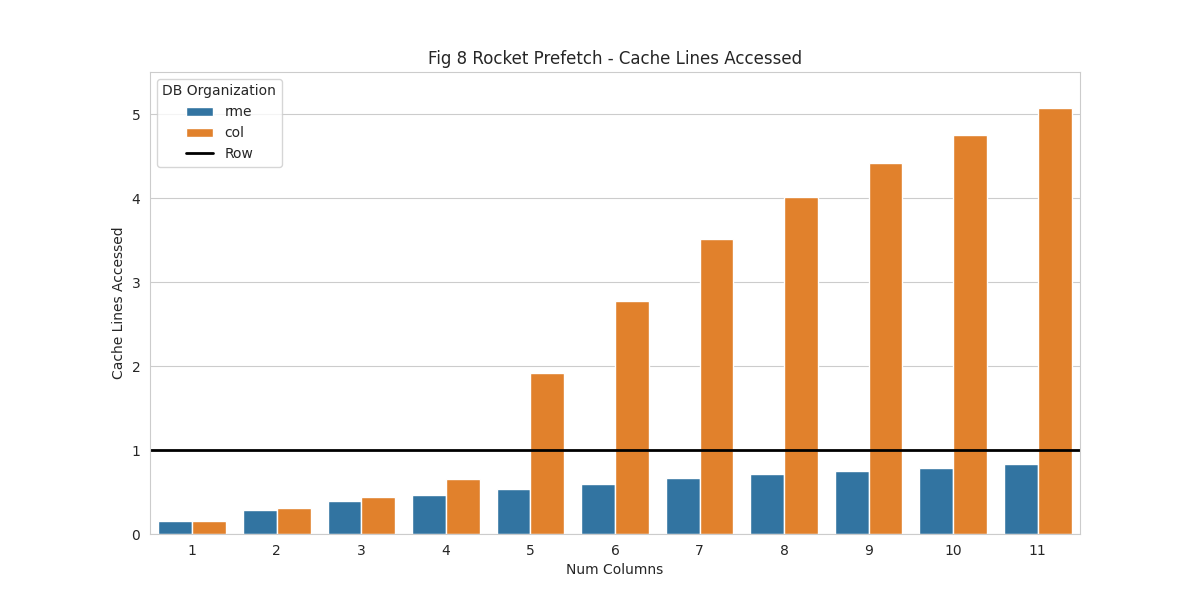 Fig 8 Rocket Prefetch - Cache Lines Accessed
DB Organization
rme
col
Row
Cache Lines Accessed
5
4
3
2
1
0
1 2 3 4 5 6 7 8 9 10 11
Num Columns